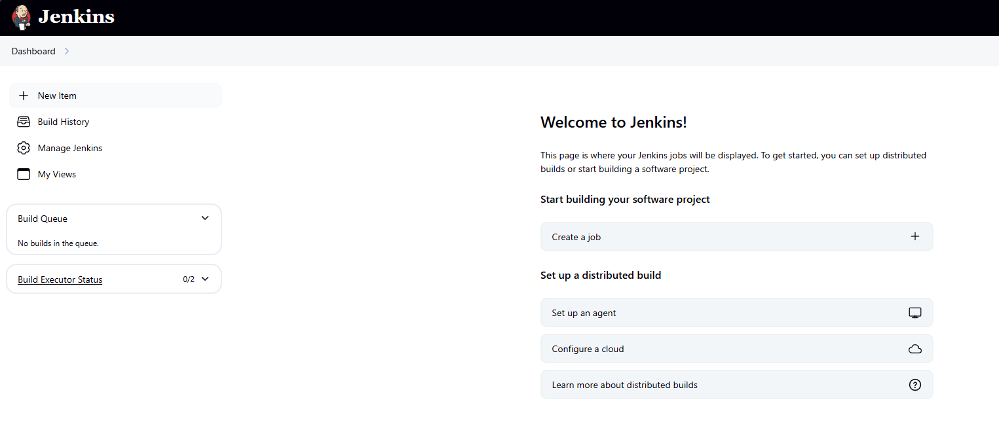 Jenkins
Dashboard
New Item
Build History
Manage Jenkins
My Views
Build Queue
No builds in the queue.
Build Executor Status 0/2
Welcome to Jenkins!
This page is where your Jenkins jobs will be displayed. To get started, you can set up distributed
builds or start building a software project.
Start building your software project
Create a job
Set up a distributed build
Set up an agent
Configure a cloud
Learn more about distributed builds